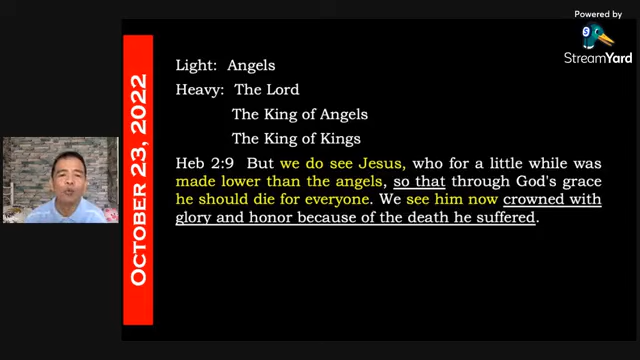 Powered by
StreamYard
OCTOBER 23, 2022
Light: Angels
Heavy: The Lord
The King of Angels
The King of Kings
Heb 2:9 But we do see Jesus, who for a little while was
made lower than the angels, so that through God's grace
he should die for everyone. We see him now crowned with
glory and honor because of the death he suffered.